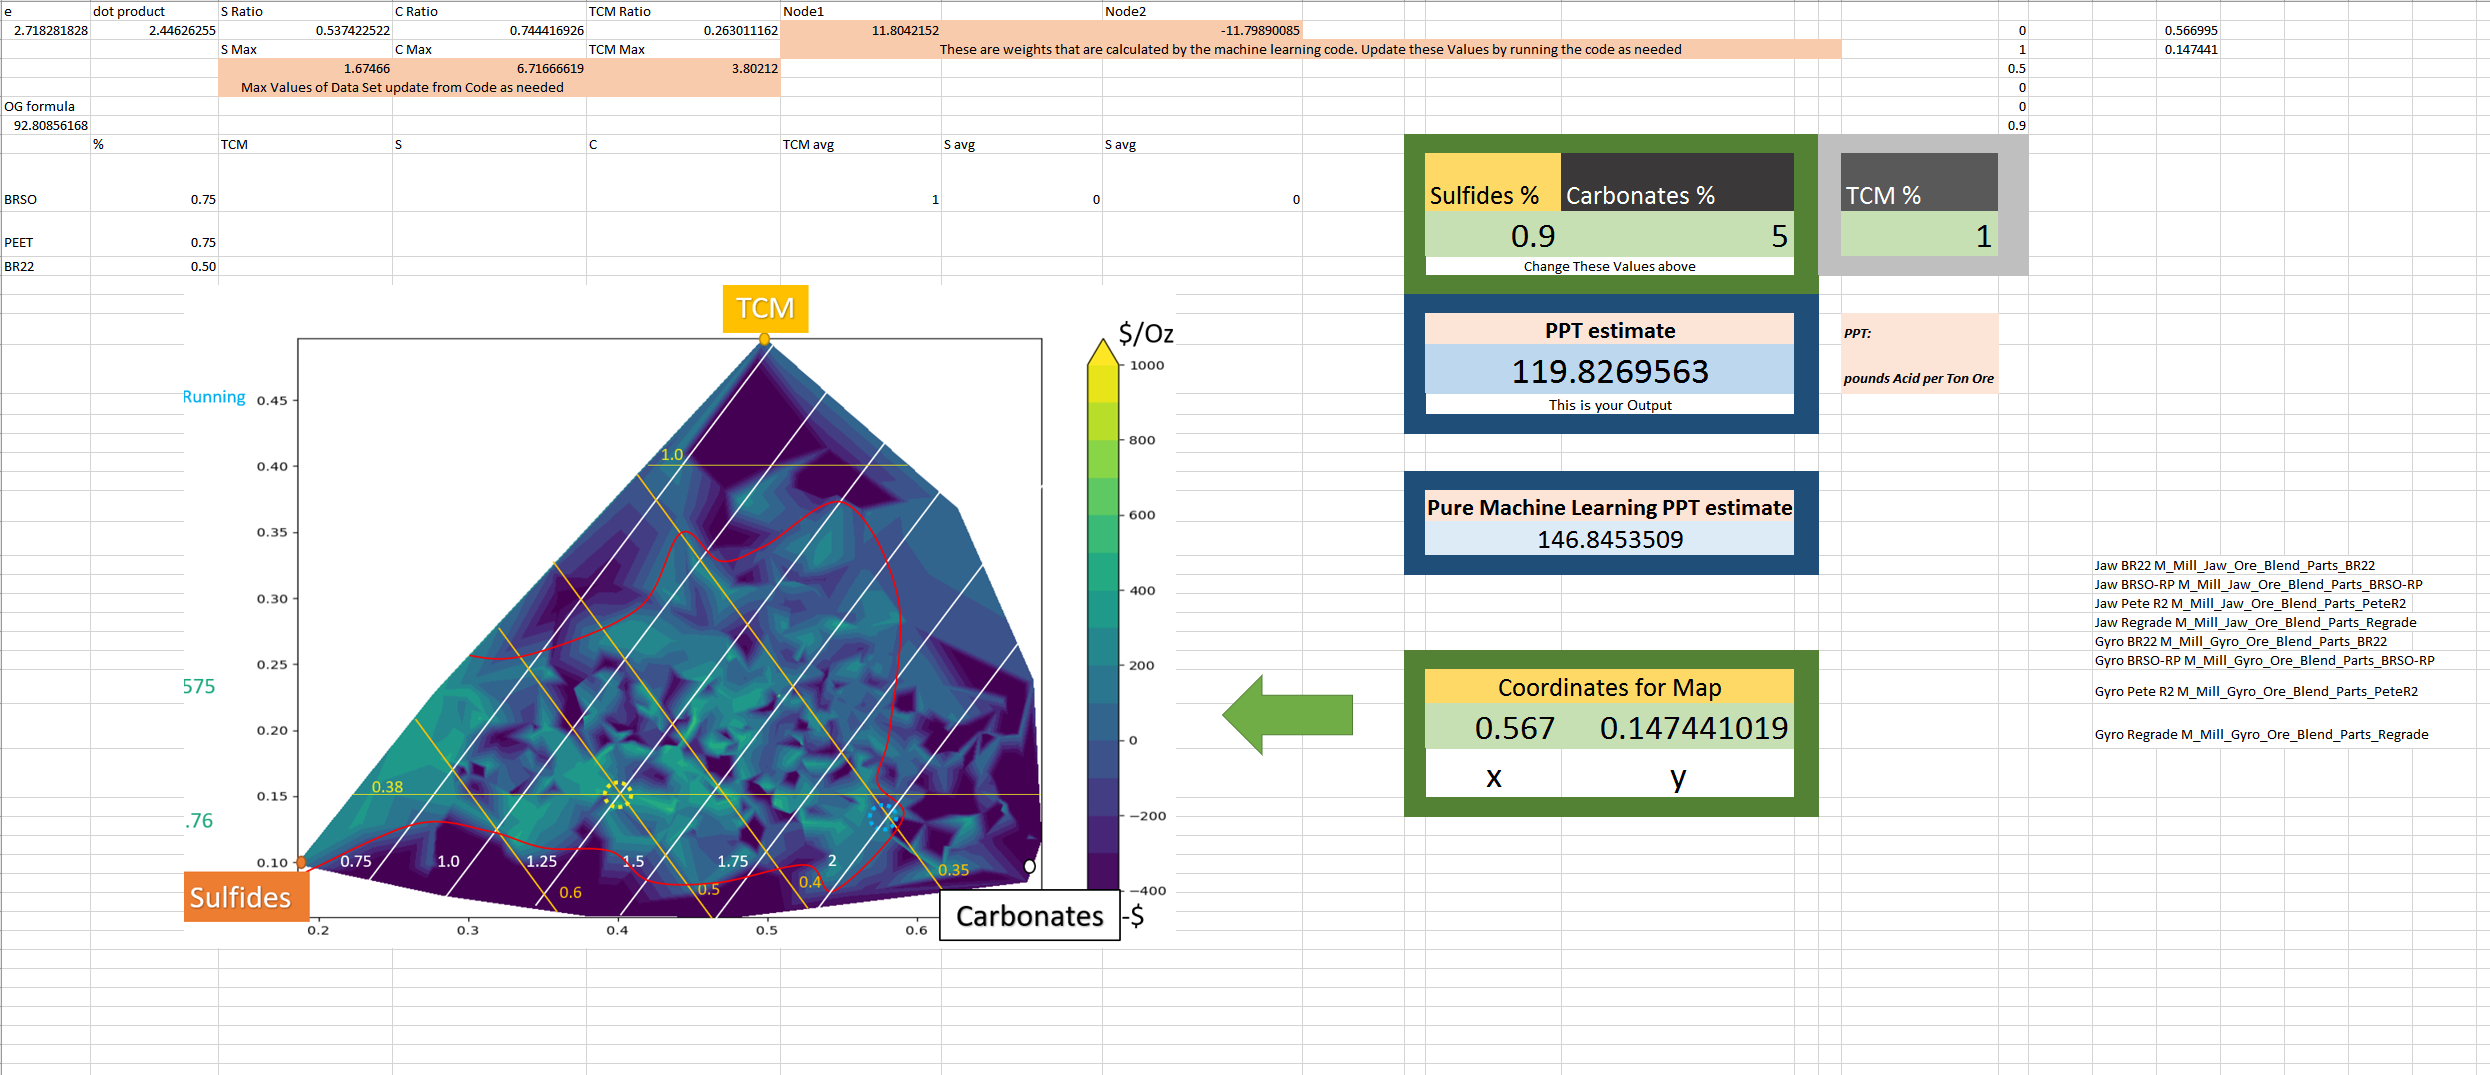 e dot product S Ratio C Ratio TCM Ratio Node1 Node2
2.718281828 2.44626255 0.537422522 0.744416926 0.263011162 11.8042152 -11.79890085 0 0.566995
S Max C Max TCM Max These are weights that are calculated by the machine learning code. Update these Values by running the code as needed 1 0.147441
1.67466 6.71666619 3.80212 0.5
Max Values of Data Set update from Code as needed 0
OG formula 0
92.80856168 0.9
% TCM S C TCM avg S avg S avg
BRSO 0.75 1 0 0
PEET 0.75
BR22 0.50
Sulfides % Carbonates % TCM %
0.9 5 1
Change These Values above
PPT estimate
119.8269563
This is your Output
PPT:
pounds Acid per Ton Ore
Pure Machine Learning PPT estimate
146.8453509
Coordinates for Map
0.567 0.147441019
x y
Jaw BR22 M_Mill_Jaw_Ore_Blend_Parts_BR22
Jaw BRSO-RP M_Mill_Jaw_Ore_Blend_Parts_BRSO-RP
Jaw Pete R2 M_Mill_Jaw_Ore_Blend_Parts_PeteR2
Jaw Regrade M_Mill_Jaw_Ore_Blend_Parts_Regrade
Gyro BR22 M_Mill_Gyro_Ore_Blend_Parts_BR22
Gyro BRSO-RP M_Mill_Gyro_Ore_Blend_Parts_BRSO-RP
Gyro Pete R2 M_Mill_Gyro_Ore_Blend_Parts_PeteR2
Gyro Regrade M_Mill_Gyro_Ore_Blend_Parts_Regrade
TCM
$/Oz
1000
800
600
400
200
0
−200
−400
-$
Running
575
.76
0.45
0.40
0.35
0.30
0.25
0.20
0.15
0.10
1.0
0.38
0.75 1.0 1.25 1.5 1.75 2
0.6 0.5 0.4 0.35
Sulfides
Carbonates
0.2 0.3 0.4 0.5 0.6